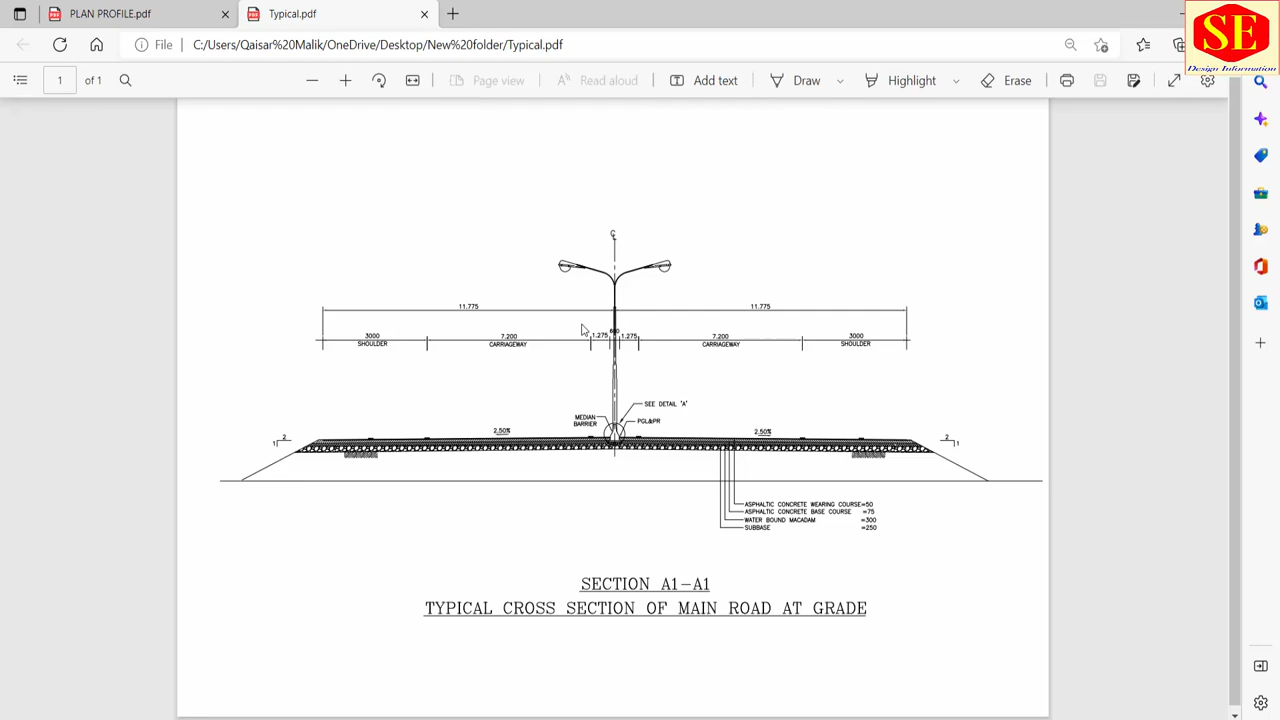 PLAN PROFILE.pdf
Typical.pdf
SE
Design Information
File
C:/Users/Qaisar%20Malik/OneDrive/Desktop/New%20folder/Typical.pdf
1 of 1
Page view
Read aloud
Add text
Draw
Highlight
Erase
11.775 11.775
3000 7.200 1.275 1.275 7.200 3000
SHOULDER CARRIAGEWAY CARRIAGEWAY SHOULDER
SEE DETAIL 'A'
MEDIAN
BARRIER
PGL&PR
2 2.50% 2.50% 2
1 1
ASPHALTIC CONCRETE WEARING COURSE=50
ASPHALTIC CONCRETE BASE COURSE =75
WATER BOUND MACADAM =300
SUBBASE =250
SECTION A1-A1
TYPICAL CROSS SECTION OF MAIN ROAD AT GRADE